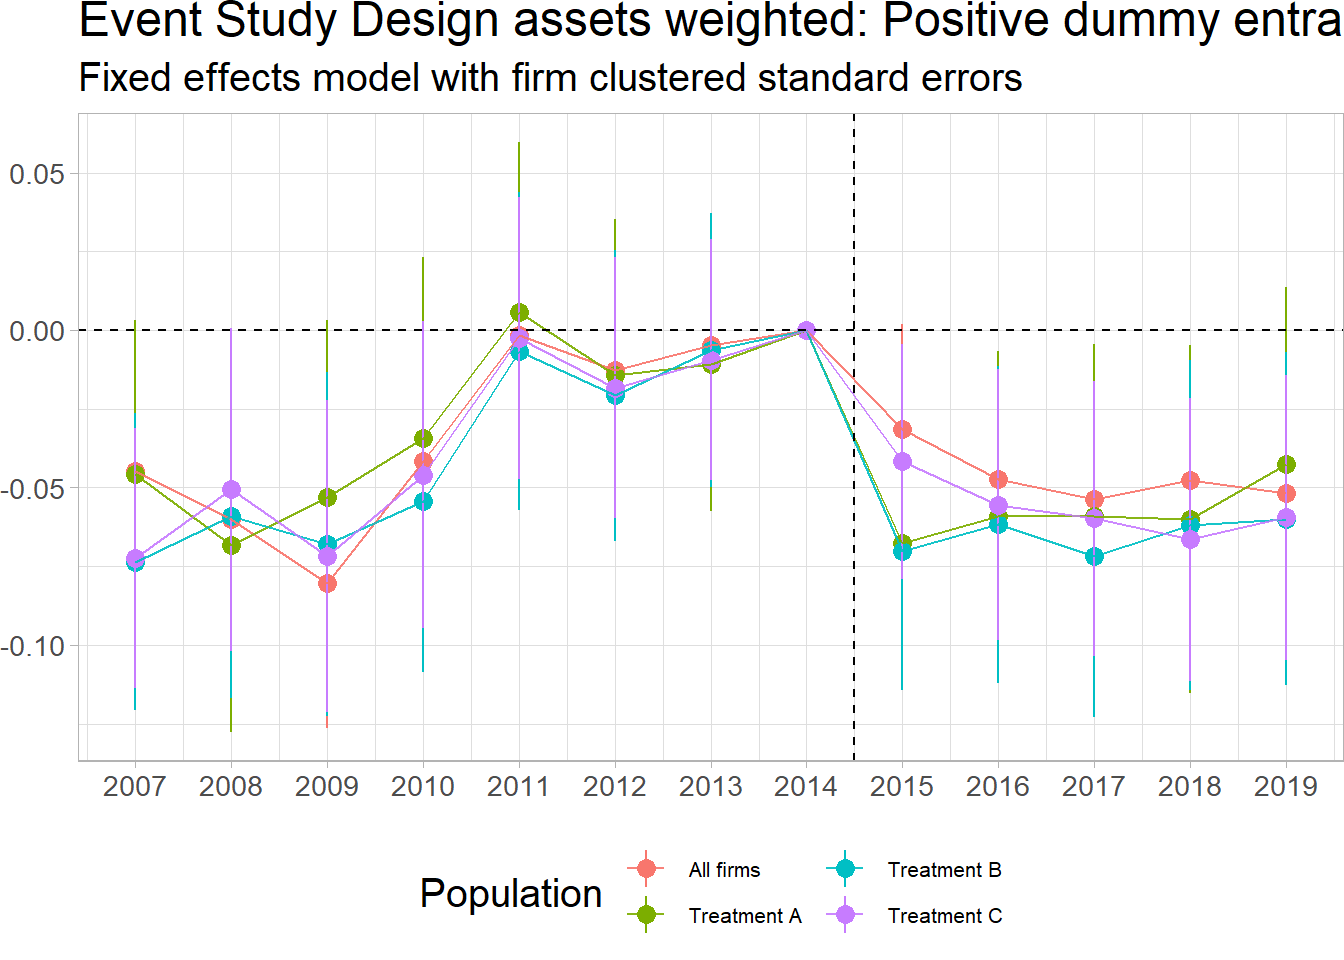 Event Study Design assets weighted: Positive dummy entra
Fixed effects model with firm clustered standard errors
0.05
0.00
-0.05
-0.10
2007 2008 2009 2010 2011 2012 2013 2014 2015 2016 2017 2018 2019
Population
All firms
Treatment B
Treatment A
Treatment C